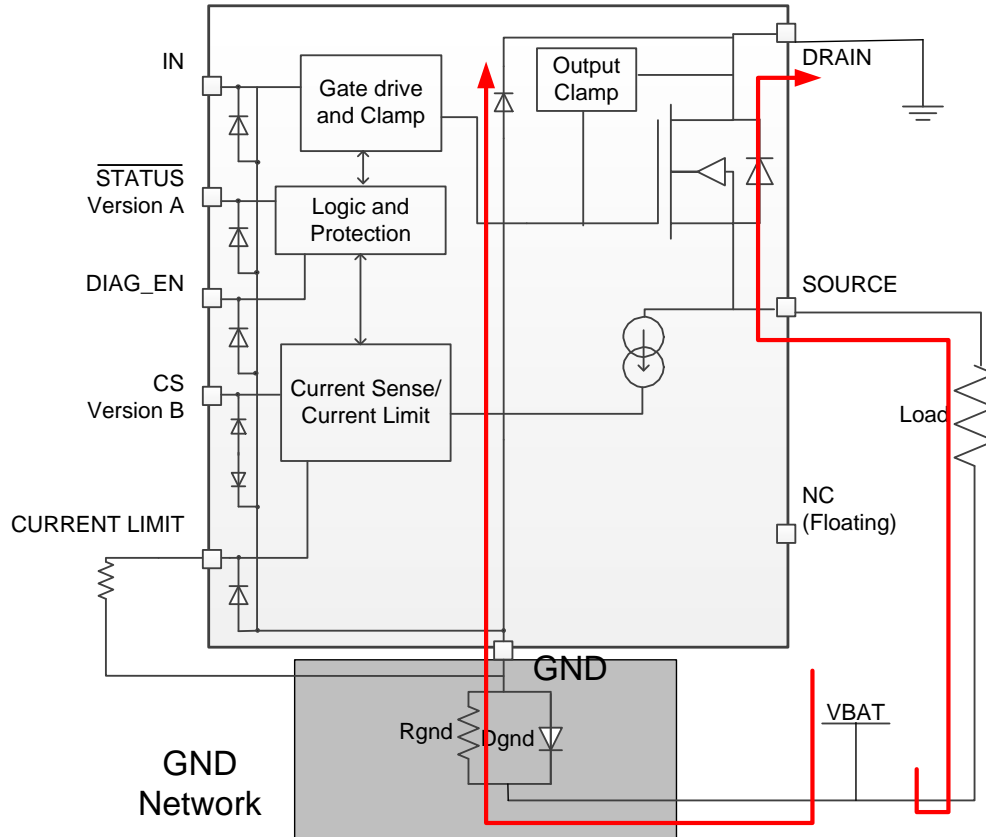 IN
STATUS
Version A
DIAG_EN
CS
Version B
CURRENT LIMIT
Gate drive
and Clamp
Logic and
Protection
Current Sense/
Current Limit
Output
Clamp
DRAIN
SOURCE
Load
NC
(Floating)
GND
Rgnd
Dgnd
VBAT
GND
Network